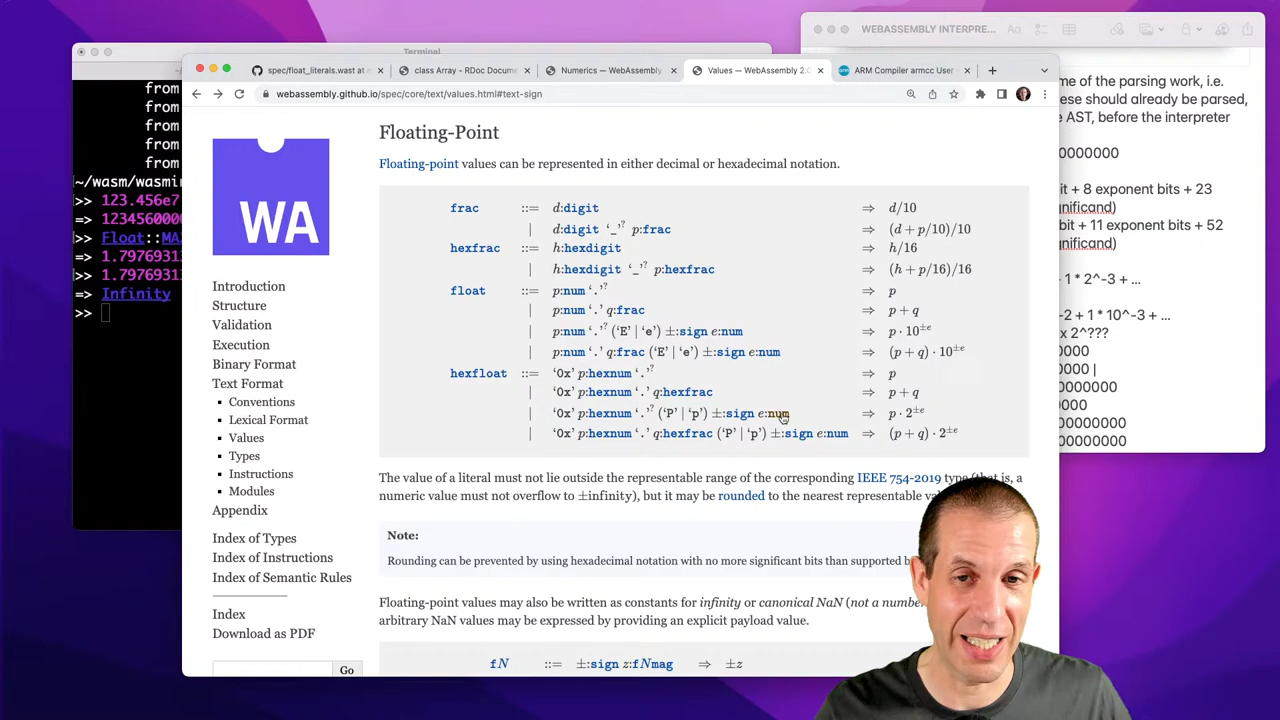 Terminal
WEBASSEMBLY INTERPRE...
spec/float_literals.wast at
class Array - RDoc Docume
Numerics — WebAssembly
Values — WebAssembly 2.0
ARM Compiler armcc User
webassembly.github.io/spec/core/text/values.html#text-sign
from
from
from
from
from
~/wasm/wasmin
>> 123.456e7
=> 1234560000
>> Float::MA
=> 1.7976931
>> 1.7976931
=> Infinity
>>
WA
Introduction
Structure
Validation
Execution
Binary Format
Text Format
Conventions
Lexical Format
Values
Types
Instructions
Modules
Appendix
Index of Types
Index of Instructions
Index of Semantic Rules
Index
Download as PDF
Go
Floating-Point
Floating-point values can be represented in either decimal or hexadecimal notation.
frac ::= d:digit ⇒ d/10
| d:digit ‘_’? p:frac ⇒ (d + p/10)/10
hexfrac ::= h:hexdigit ⇒ h/16
| h:hexdigit ‘_’? p:hexfrac ⇒ (h + p/16)/16
float ::= p:num ‘.’? ⇒ p
| p:num ‘.’ q:frac ⇒ p + q
| p:num ‘.’? (‘E’ | ‘e’) ±:sign e:num ⇒ p · 10^±e
| p:num ‘.’ q:frac (‘E’ | ‘e’) ±:sign e:num ⇒ (p + q) · 10^±e
hexfloat ::= ‘0x’ p:hexnum ‘.’? ⇒ p
| ‘0x’ p:hexnum ‘.’ q:hexfrac ⇒ p + q
| ‘0x’ p:hexnum ‘.’? (‘P’ | ‘p’) ±:sign e:num ⇒ p · 2^±e
| ‘0x’ p:hexnum ‘.’ q:hexfrac (‘P’ | ‘p’) ±:sign e:num ⇒ (p + q) · 2^±e
The value of a literal must not lie outside the representable range of the corresponding IEEE 754-2019 type (that is, a
numeric value must not overflow to ±infinity), but it may be rounded to the nearest representable
Note:
Rounding can be prevented by using hexadecimal notation with no more significant bits than supported
Floating-point values may also be written as constants for infinity or canonical NaN (not a number
arbitrary NaN values may be expressed by providing an explicit payload value.
fN ::= ±:sign z:fNmag ⇒ ±z
me of the parsing work, i.e.
ese should already be parsed,
e AST, before the interpreter
0000000
it + 8 exponent bits + 23
gnificand)
bit + 11 exponent bits + 52
gnificand)
1 * 2^-3 + ...
-2 + 1 * 10^-3 + ...
x 2^???
0000
0000 |
0000000
0000
00000000